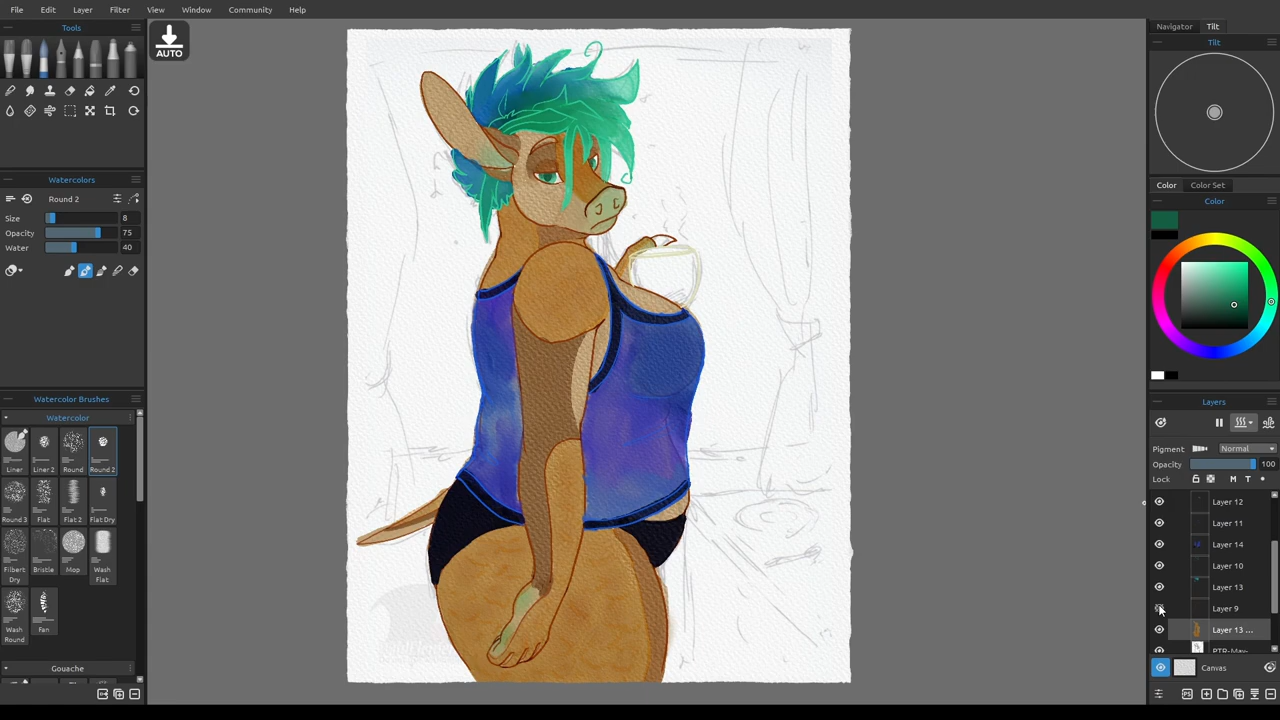 File Edit Layer Filter View Window Community Help
Tools
AUTO
Watercolors
Round 2
Size 8
Opacity 75
Water 40
Watercolor Brushes
Watercolor
Liner Liner 2 Round Round 2
Round 3 Flat Flat 2 Flat Dry
Filbert Dry Bristle Mop Wash Flat
Wash Round Fan
Gouache
Navigator Tilt
Tilt
Color Color Set
Color
Layers
Pigment Normal
Opacity 100
Lock M T
Layer 12
Layer 11
Layer 14
Layer 10
Layer 13
Layer 9
Layer 13 ...
PTR-May-
Canvas